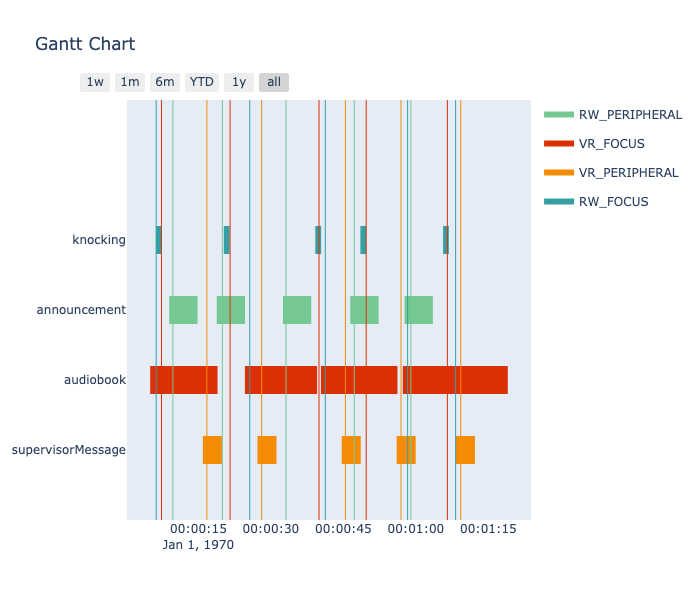 Gantt Chart
1w 1m 6m YTD 1y all
RW_PERIPHERAL
VR_FOCUS
VR_PERIPHERAL
RW_FOCUS
knocking
announcement
audiobook
supervisorMessage
00:00:15 00:00:30 00:00:45 00:01:00 00:01:15
Jan 1, 1970